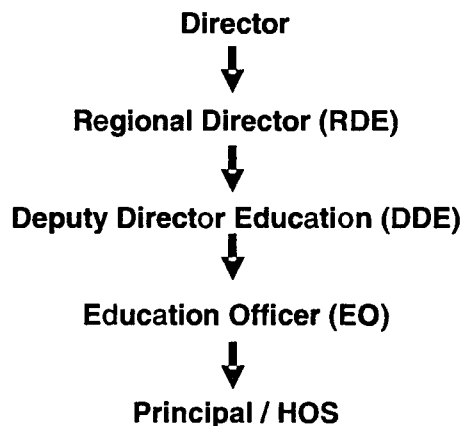 Director
Regional Director (RDE)
Deputy Director Education (DDE)
Education Officer (EO)
Principal / HOS